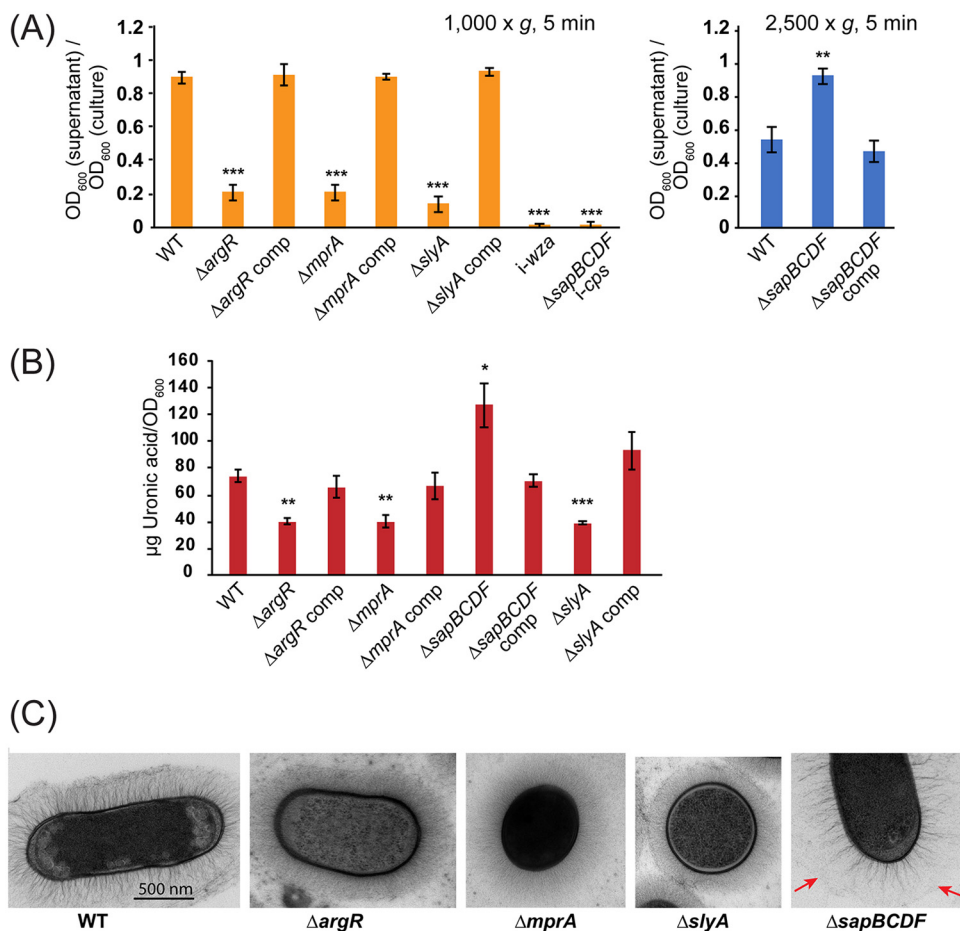 (A)
1,000 x g, 5 min
OD600 (supernatant) /
OD600 (culture)
1.2
1
0.8
0.6
0.4
0.2
0
***
***
***
***
***
WT
ΔargR
ΔargR comp
ΔmprA
ΔmprA comp
ΔslyA
ΔslyA comp
i-wza
ΔsapBCDF
i-cps
2,500 x g, 5 min
OD600 (supernatant) /
OD600 (culture)
1.2
1
0.8
0.6
0.4
0.2
0
**
WT
ΔsapBCDF
ΔsapBCDF
comp
(B)
µg Uronic acid/OD600
160
140
120
100
80
60
40
20
0
**
**
*
***
WT
ΔargR
ΔargR comp
ΔmprA
ΔmprA comp
ΔsapBCDF
ΔsapBCDF
comp
ΔslyA
ΔslyA comp
(C)
500 nm
WT
ΔargR
ΔmprA
ΔslyA
ΔsapBCDF